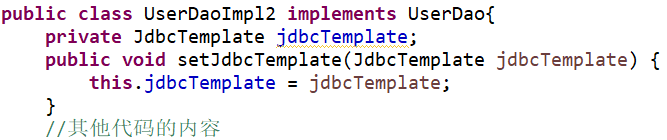 public class UserDaoImpl2 implements UserDao{
    private JdbcTemplate jdbcTemplate;
    public void setJdbcTemplate(JdbcTemplate jdbcTemplate) {
        this.jdbcTemplate = jdbcTemplate;
    }
    //其他代码的内容